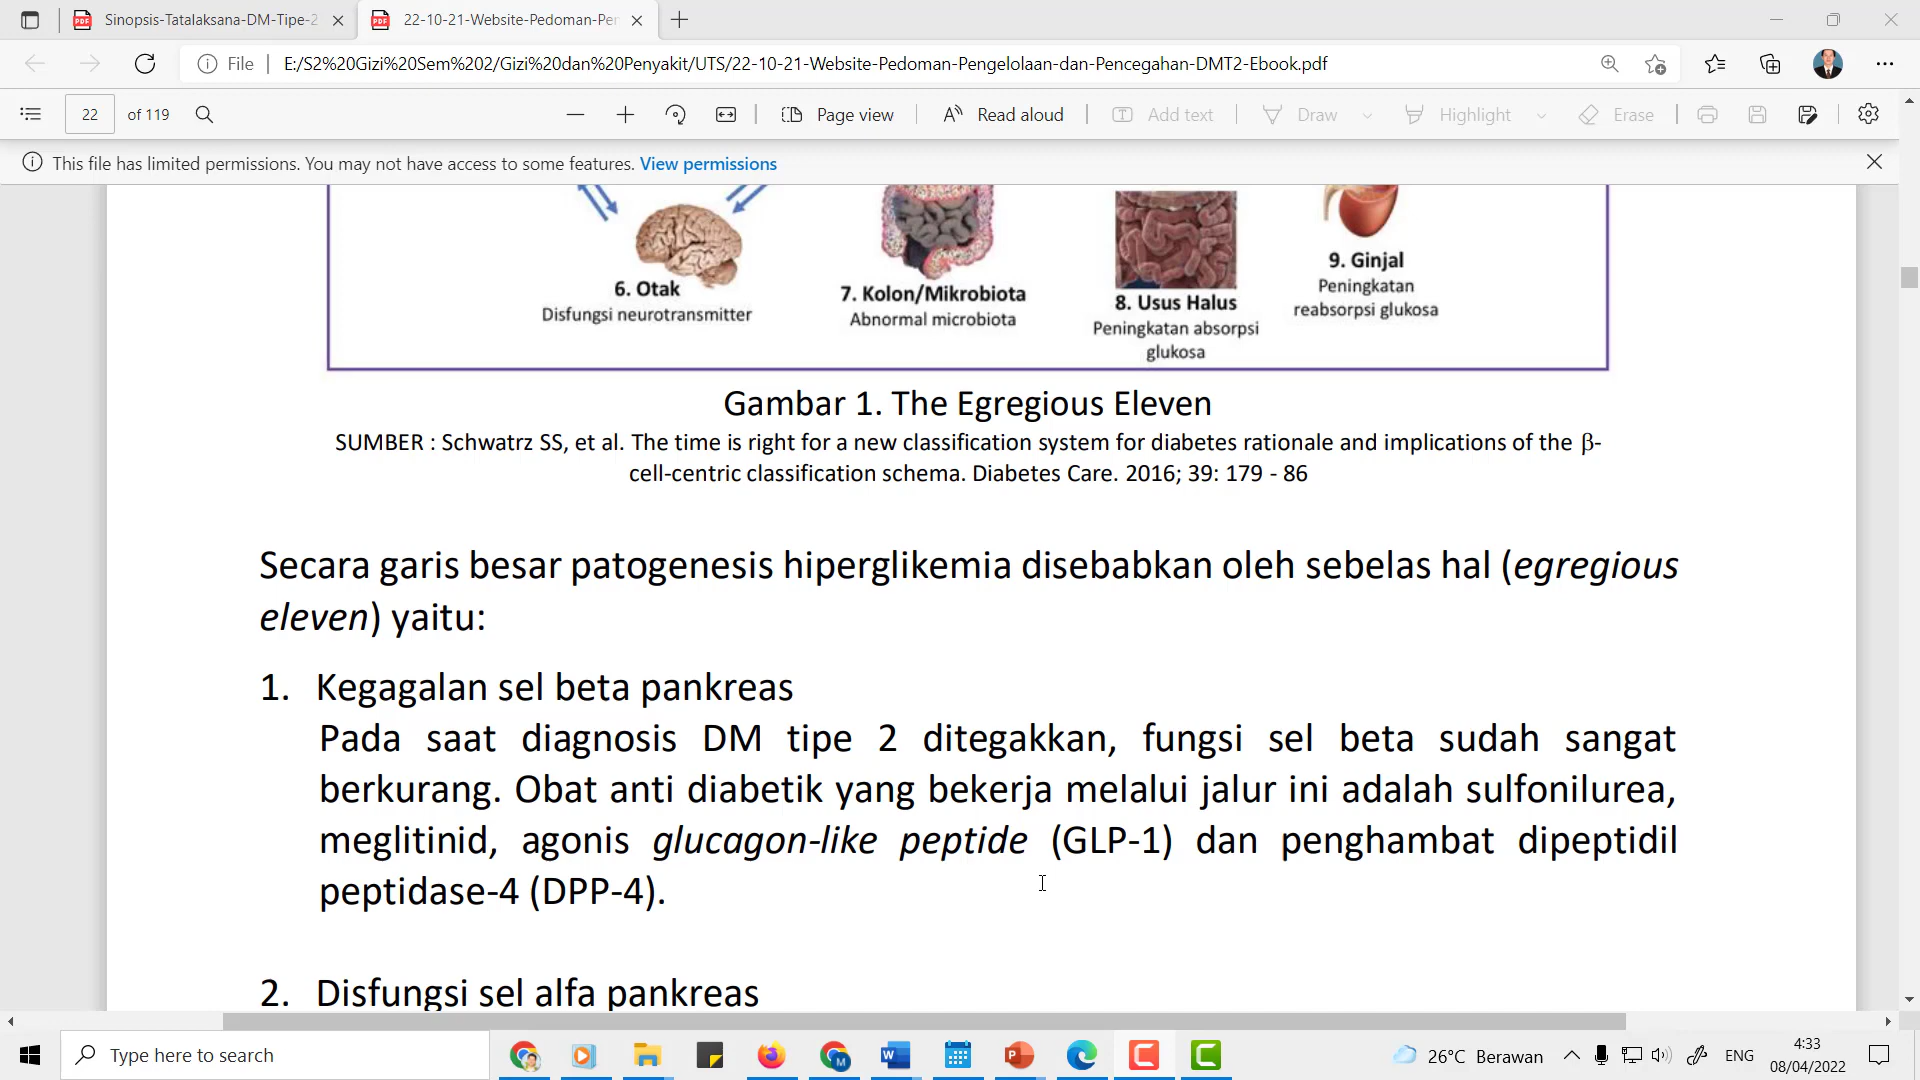 Sinopsis-Tatalaksana-DM-Tipe-2
22-10-21-Website-Pedoman-Per
File
E:/S2%20Gizi%20Sem%202/Gizi%20dan%20Penyakit/UTS/22-10-21-Website-Pedoman-Pengelolaan-dan-Pencegahan-DMT2-Ebook.pdf
22 of 119
Page view
Read aloud
Add text
Draw
Highlight
Erase
This file has limited permissions. You may not have access to some features. View permissions
6. Otak
Disfungsi neurotransmitter
7. Kolon/Mikrobiota
Abnormal microbiota
8. Usus Halus
Peningkatan absorpsi
glukosa
9. Ginjal
Peningkatan
reabsorpsi glukosa
Gambar 1. The Egregious Eleven
SUMBER : Schwatrz SS, et al. The time is right for a new classification system for diabetes rationale and implications of the β-
cell-centric classification schema. Diabetes Care. 2016; 39: 179 - 86
Secara garis besar patogenesis hiperglikemia disebabkan oleh sebelas hal (egregious
eleven) yaitu:
1. Kegagalan sel beta pankreas
Pada saat diagnosis DM tipe 2 ditegakkan, fungsi sel beta sudah sangat
berkurang. Obat anti diabetik yang bekerja melalui jalur ini adalah sulfonilurea,
meglitinid, agonis glucagon-like peptide (GLP-1) dan penghambat dipeptidil
peptidase-4 (DPP-4).
2. Disfungsi sel alfa pankreas
Type here to search
26°C Berawan
ENG
4:33
08/04/2022